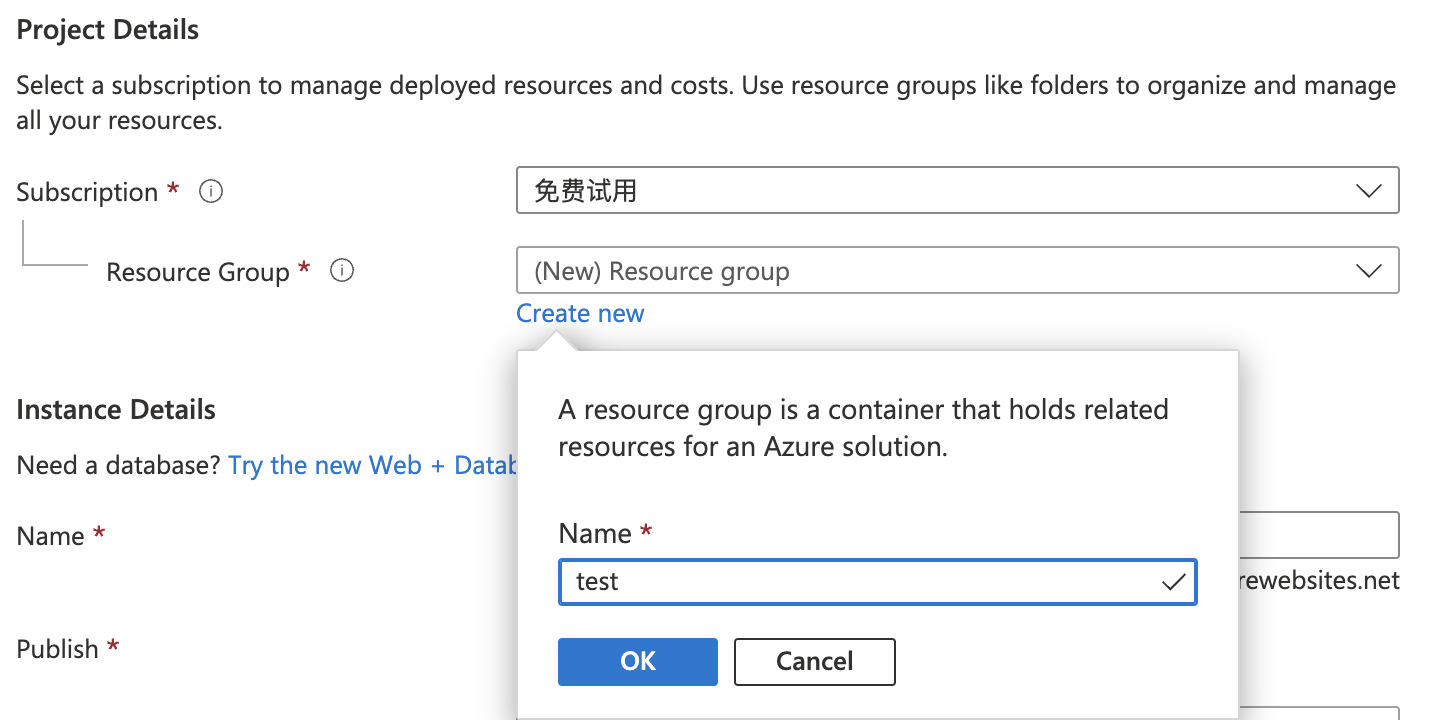 Project Details
Select a subscription to manage deployed resources and costs. Use resource groups like folders to organize and manage
all your resources.
Subscription *
免费试用
Resource Group *
(New) Resource group
Create new
A resource group is a container that holds related
resources for an Azure solution.
Name *
test
OK
Cancel
Instance Details
Need a database? Try the new Web + Datab
Name *
rewebsites.net
Publish *